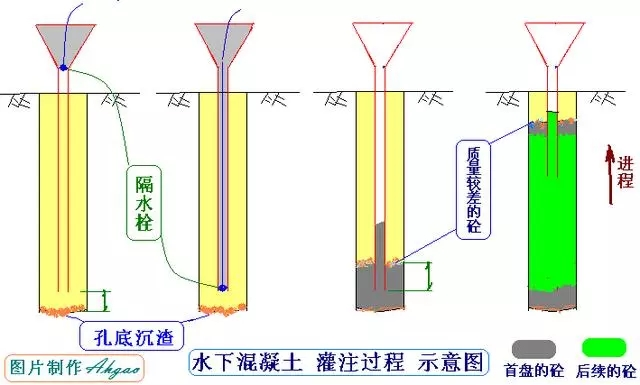 隔水栓
质量较差的砼
进程
孔底沉渣
水下混凝土 灌注过程 示意图
图片制作 Ahgao
首盘的砼
后续的砼